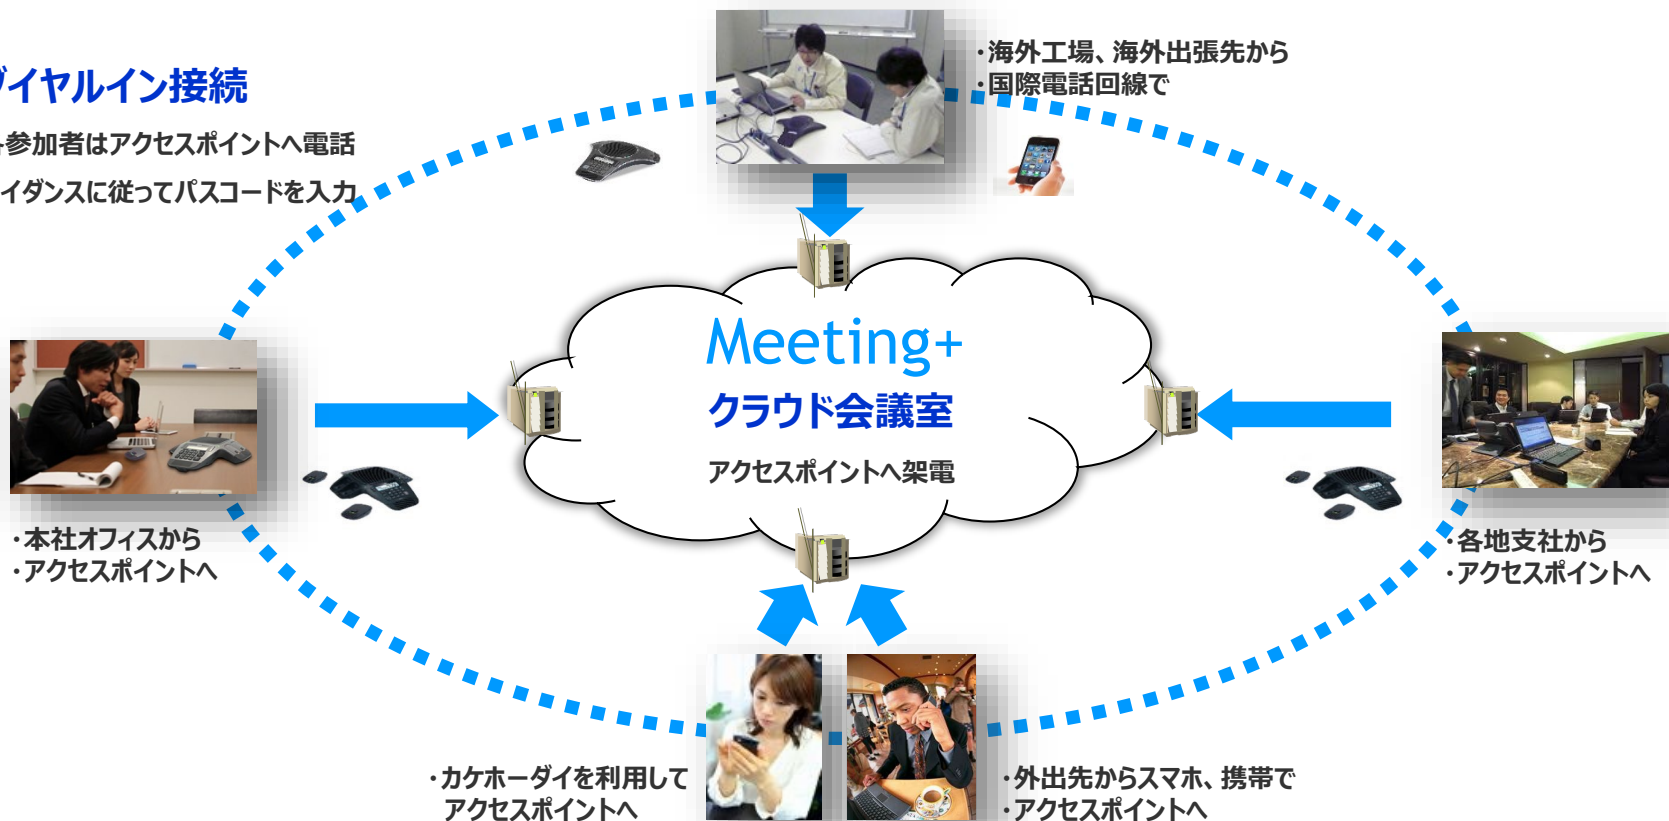 ダイヤルイン接続
各参加者はアクセスポイントへ電話
イダンスに従ってパスコードを入力
・海外工場、海外出張先から
・国際電話回線で
Meeting+
クラウド会議室
アクセスポイントへ架電
・本社オフィスから
・アクセスポイントへ
・各地支社から
・アクセスポイントへ
・カケホーダイを利用して
アクセスポイントへ
・外出先からスマホ、携帯で
・アクセスポイントへ